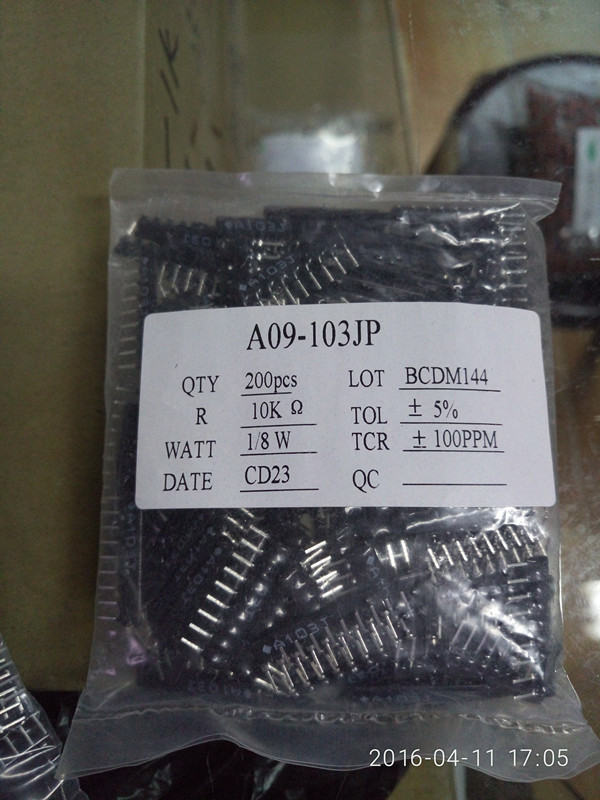 A09-103JP
QTY 200pcs LOT BCDM144
R 10K Ω TOL ± 5%
WATT 1/8 W TCR ± 100PPM
DATE CD23 QC
A103J
2016-04-11 17:05